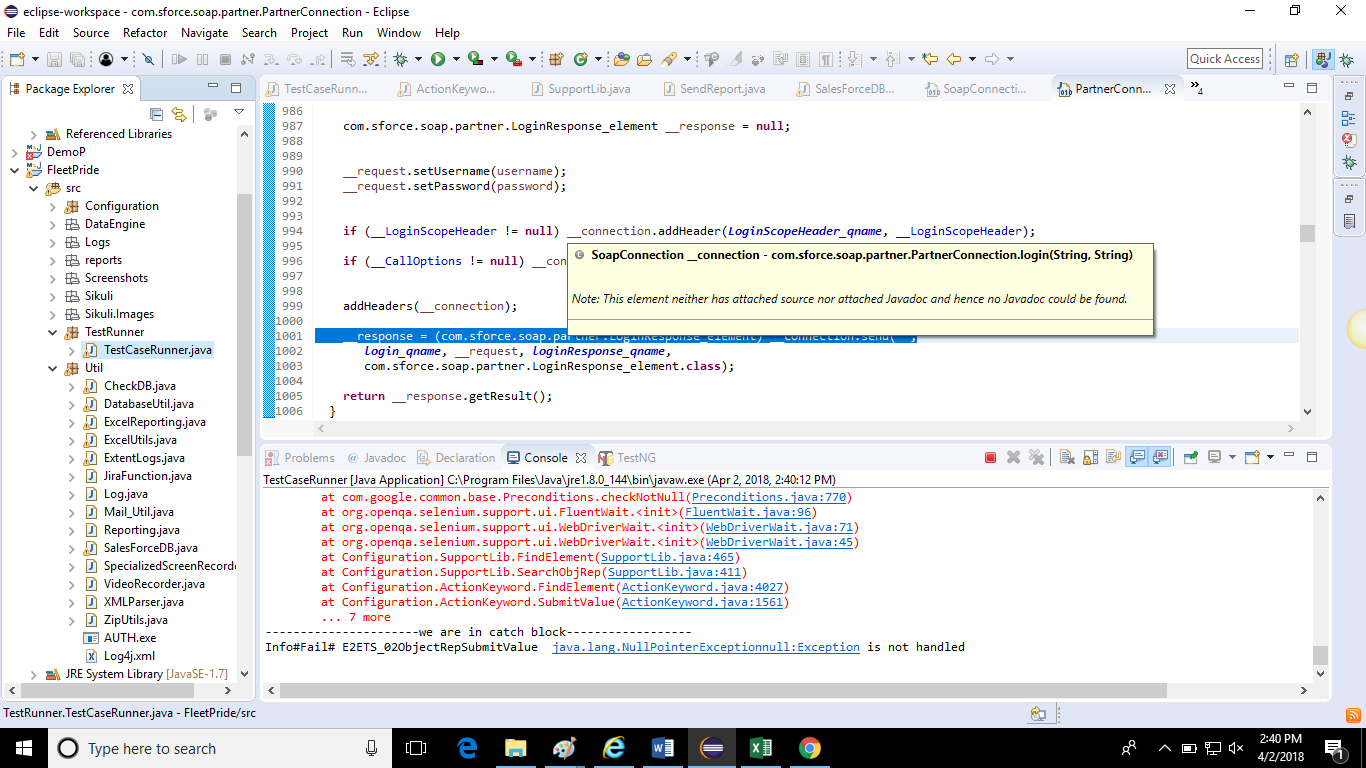 eclipse-workspace - com.sforce.soap.partner.PartnerConnection - Eclipse
File Edit Source Refactor Navigate Search Project Run Window Help
Quick Access
Package Explorer
TestCaseRunn...
ActionKeywo...
SupportLib.java
SendReport.java
SalesForceDB...
SoapConnecti...
PartnerConn...
4
Referenced Libraries
DemoP
FleetPride
src
Configuration
DataEngine
Logs
reports
Screenshots
Sikuli
Sikuli.Images
TestRunner
TestCaseRunner.java
Util
CheckDB.java
DatabaseUtil.java
ExcelReporting.java
ExcelUtils.java
ExtentLogs.java
JiraFunction.java
Log.java
Mail_Util.java
Reporting.java
SalesForceDB.java
SpecializedScreenRecorde
VideoRecorder.java
XMLParser.java
ZipUtils.java
AUTH.exe
Log4j.xml
JRE System Library [JavaSE-1.7]
986
987 com.sforce.soap.partner.LoginResponse_element __response = null;
988
989
990 __request.setUsername(username);
991 __request.setPassword(password);
992
993
994 if (__LoginScopeHeader != null) __connection.addHeader(LoginScopeHeader_qname, __LoginScopeHeader);
995
996 if (__CallOptions != null) __con
997
998
999 addHeaders(__connection);
1000
1001 __response = (com.sforce.soap.partner.LoginResponse_element) __connection.send("",
1002 login_qname, __request, loginResponse_qname,
1003 com.sforce.soap.partner.LoginResponse_element.class);
1004
1005 return __response.getResult();
1006 }
SoapConnection __connection - com.sforce.soap.partner.PartnerConnection.login(String, String)
Note: This element neither has attached source nor attached Javadoc and hence no Javadoc could be found.
Problems @ Javadoc Declaration Console TestNG
TestCaseRunner [Java Application] C:\Program Files\Java\jre1.8.0_144\bin\javaw.exe (Apr 2, 2018, 2:40:12 PM)
at com.google.common.base.Preconditions.checkNotNull(Preconditions.java:770)
at org.openqa.selenium.support.ui.FluentWait.<init>(FluentWait.java:96)
at org.openqa.selenium.support.ui.WebDriverWait.<init>(WebDriverWait.java:71)
at org.openqa.selenium.support.ui.WebDriverWait.<init>(WebDriverWait.java:45)
at Configuration.SupportLib.FindElement(SupportLib.java:465)
at Configuration.SupportLib.SearchObjRep(SupportLib.java:411)
at Configuration.ActionKeyword.FindElement(ActionKeyword.java:4027)
at Configuration.ActionKeyword.SubmitValue(ActionKeyword.java:1561)
... 7 more
----------------------we are in catch block------------------
Info#Fail# E2ETS_02ObjectRepSubmitValue java.lang.NullPointerExceptionnull:Exception is not handled
TestRunner.TestCaseRunner.java - FleetPride/src
Type here to search
2:40 PM
4/2/2018
1